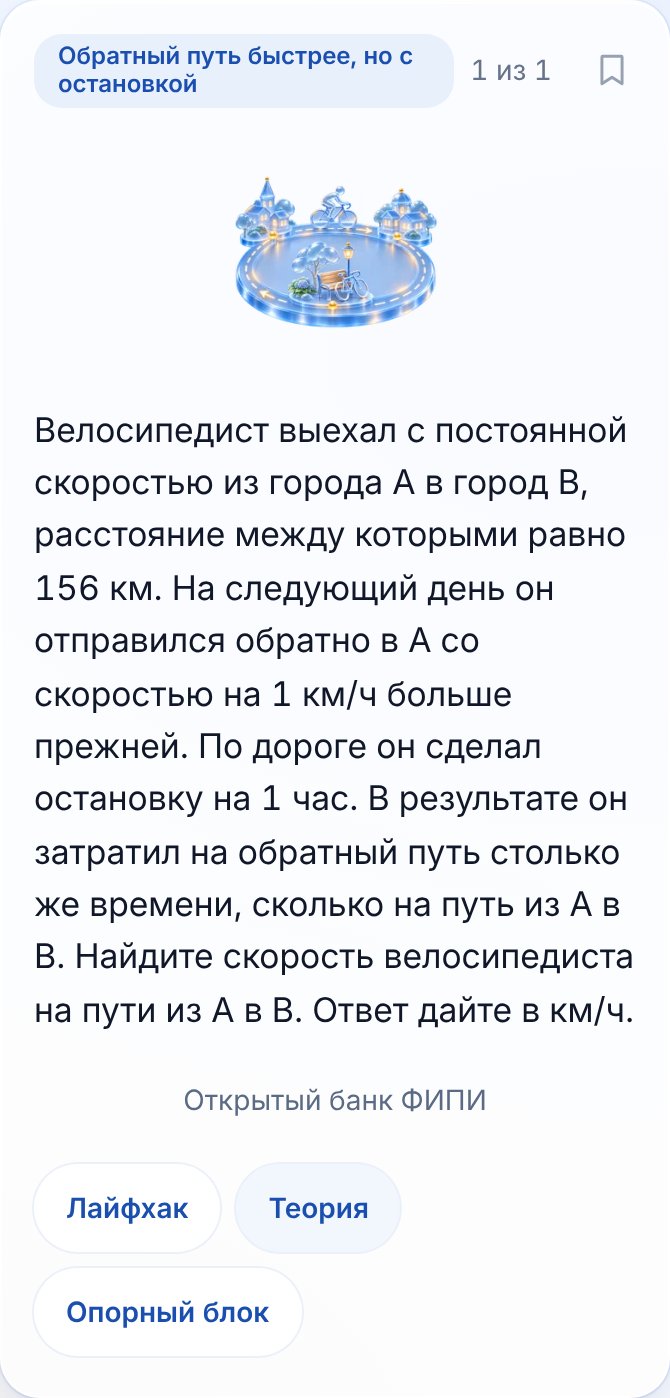 Обратный путь быстрее, но с
остановкой
1 из 1
Велосипедист выехал с постоянной
скоростью из города A в город B,
расстояние между которыми равно
156 км. На следующий день он
отправился обратно в A со
скоростью на 1 км/ч больше
прежней. По дороге он сделал
остановку на 1 час. В результате он
затратил на обратный путь столько
же времени, сколько на путь из A в
B. Найдите скорость велосипедиста
на пути из A в B. Ответ дайте в км/ч.
Открытый банк ФИПИ
Лайфхак
Теория
Опорный блок